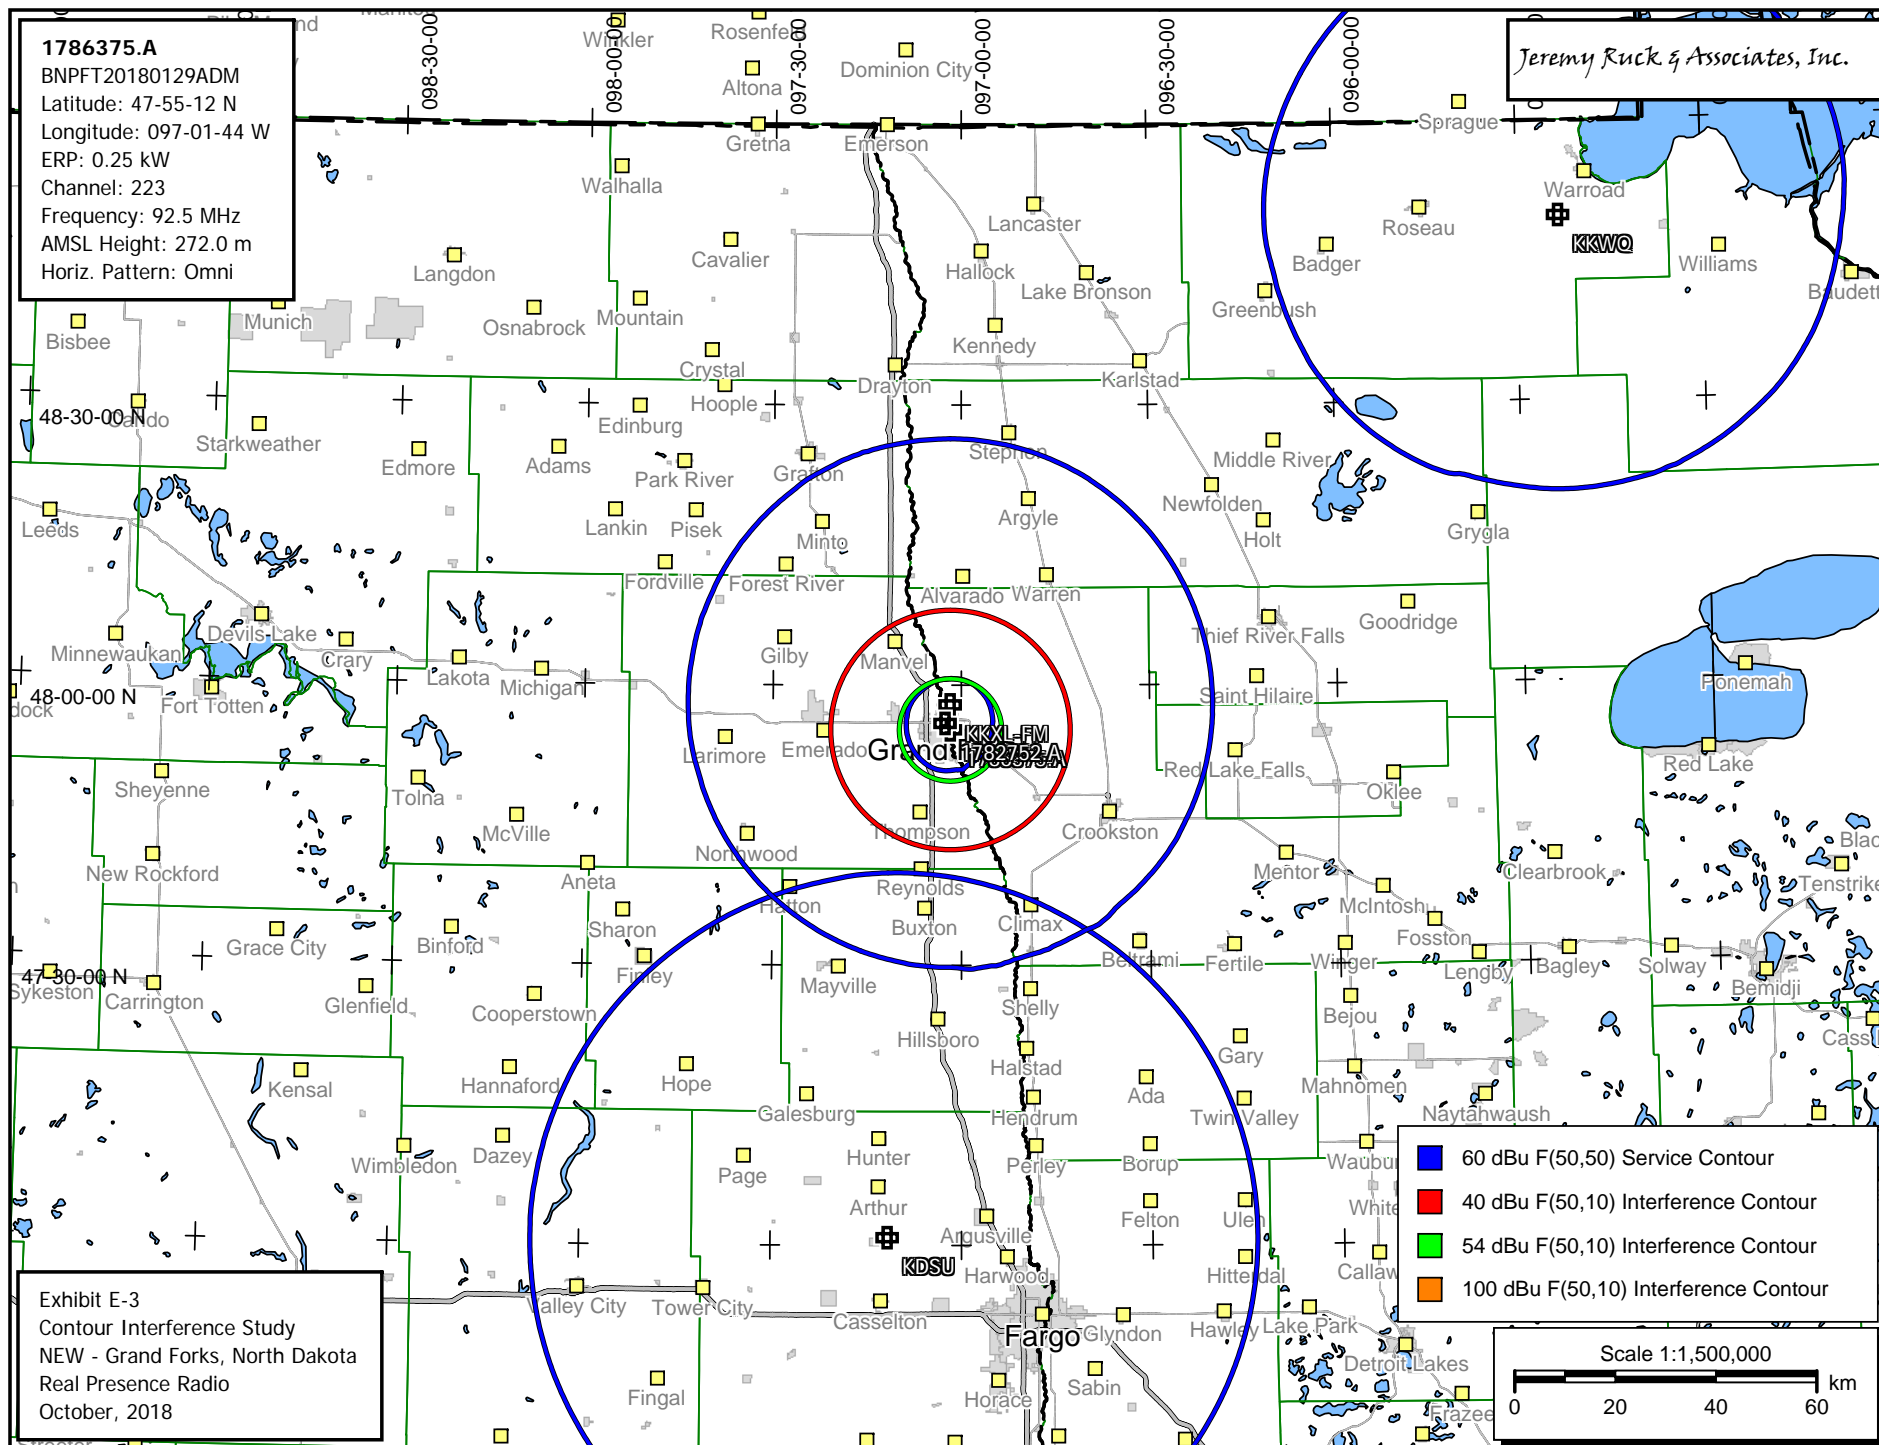 1786375.A
BNPFT20180129ADM
Latitude: 47-55-12 N
Longitude: 097-01-44 W
ERP: 0.25 kW
Channel: 223
Frequency: 92.5 MHz
AMSL Height: 272.0 m
Horiz. Pattern: Omni
Jeremy Ruck & Associates, Inc.
098-30-00
098-00-00
097-30-00
097-00-00
096-30-00
096-00-00
Winkler
Rosenfeld
Altona
Dominion City
Gretna
Emerson
Sprague
Walhalla
Warroad
Lancaster
Roseau
KKWQ
Langdon
Cavalier
Hallock
Lake Bronson
Badger
Williams
Baudett
Munich
Osnabrock
Mountain
Greenbush
Bisbee
Kennedy
Crystal
Drayton
Karlstad
Hoople
48-30-00 N
Cando
Starkweather
Edinburg
Edmore
Adams
Park River
Grafton
Stephen
Middle River
Newfolden
Leeds
Lankin
Pisek
Minto
Argyle
Holt
Grygla
Fordville
Forest River
Alvarado
Warren
Devils Lake
Thief River Falls
Goodridge
Minnewaukan
Crary
Gilby
Manvel
Lakota
Michigan
Saint Hilaire
Ponemah
48-00-00 N
dock
Fort Totten
Larimore
Emerado
Grand
KKXL-FM
1782752.A
Red Lake Falls
Red Lake
Sheyenne
Tolna
Oklee
McVille
Thompson
Crookston
Northwood
New Rockford
Aneta
Reynolds
Mentor
Clearbrook
Blac
Tenstrike
Hatton
McIntosh
Grace City
Binford
Sharon
Buxton
Climax
Fosston
47-30-00 N
Sykeston
Carrington
Glenfield
Finley
Mayville
Beltrami
Fertile
Winger
Lengby
Bagley
Solway
Bemidji
Cooperstown
Shelly
Bejou
Hillsboro
Cass
Gary
Kensal
Hannaford
Hope
Halstad
Ada
Mahnomen
Galesburg
Hendrum
Twin Valley
Naytahwaush
Wimbledon
Dazey
Page
Hunter
Perley
Borup
Waubun
Arthur
Argusville
Felton
Ulen
White
KDSU
Harwood
Hitterdal
Callaw
Valley City
Tower City
Casselton
Fargo
Glyndon
Hawley
Lake Park
Detroit Lakes
Fingal
Horace
Sabin
Frazee
60 dBu F(50,50) Service Contour
40 dBu F(50,10) Interference Contour
54 dBu F(50,10) Interference Contour
100 dBu F(50,10) Interference Contour
Exhibit E-3
Contour Interference Study
NEW - Grand Forks, North Dakota
Real Presence Radio
October, 2018
Scale 1:1,500,000
km
0 20 40 60